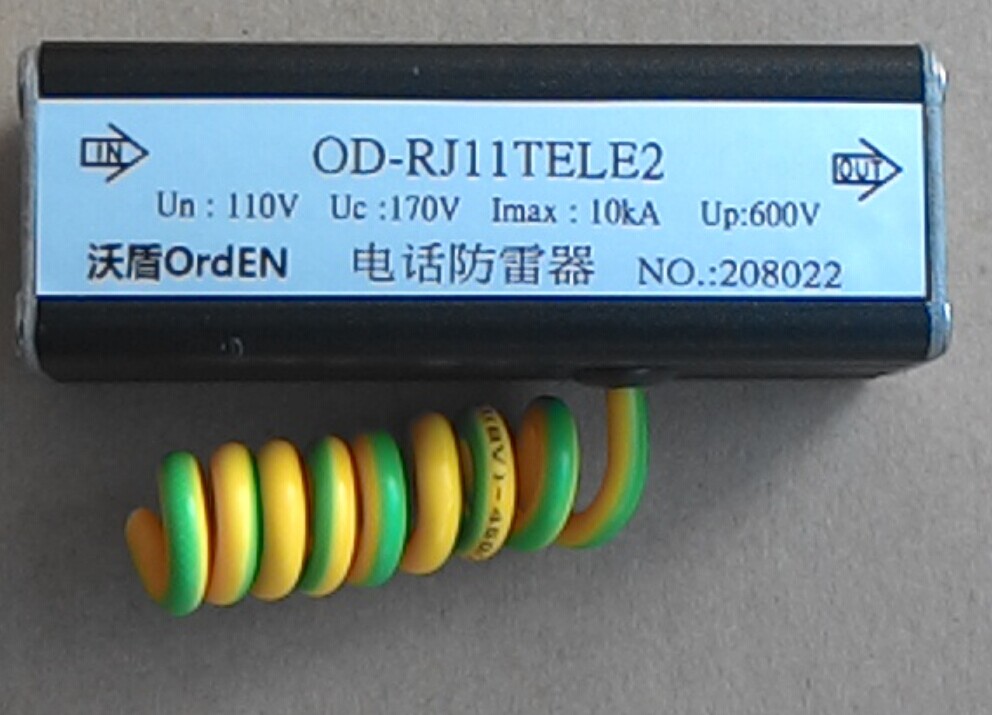 IN OD-RJ11TELE2 OUT
Un : 110V Uc :170V Imax : 10kA Up:600V
沃盾OrdEN 电话防雷器 NO.:208022